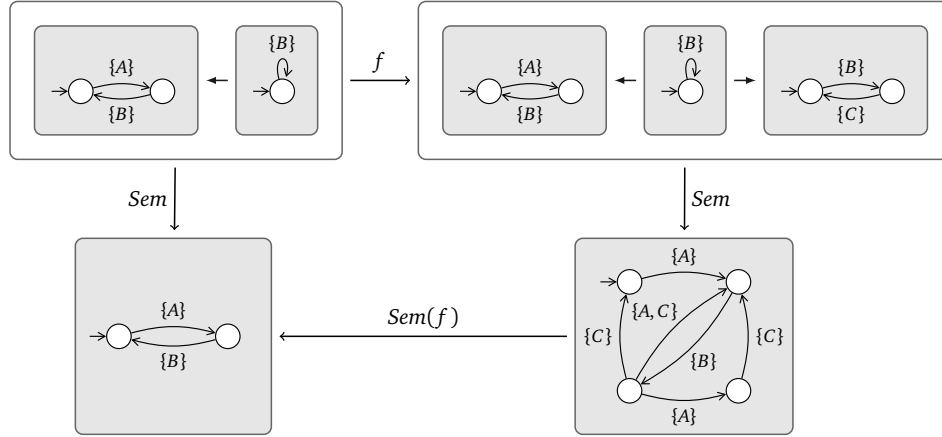 {A}
{B}
{B}
f
{A}
{B}
{B}
{B}
{C}
Sem
Sem
{A}
{B}
Sem(f)
{A}
{A, C}
{C}
{B}
{C}
{A}